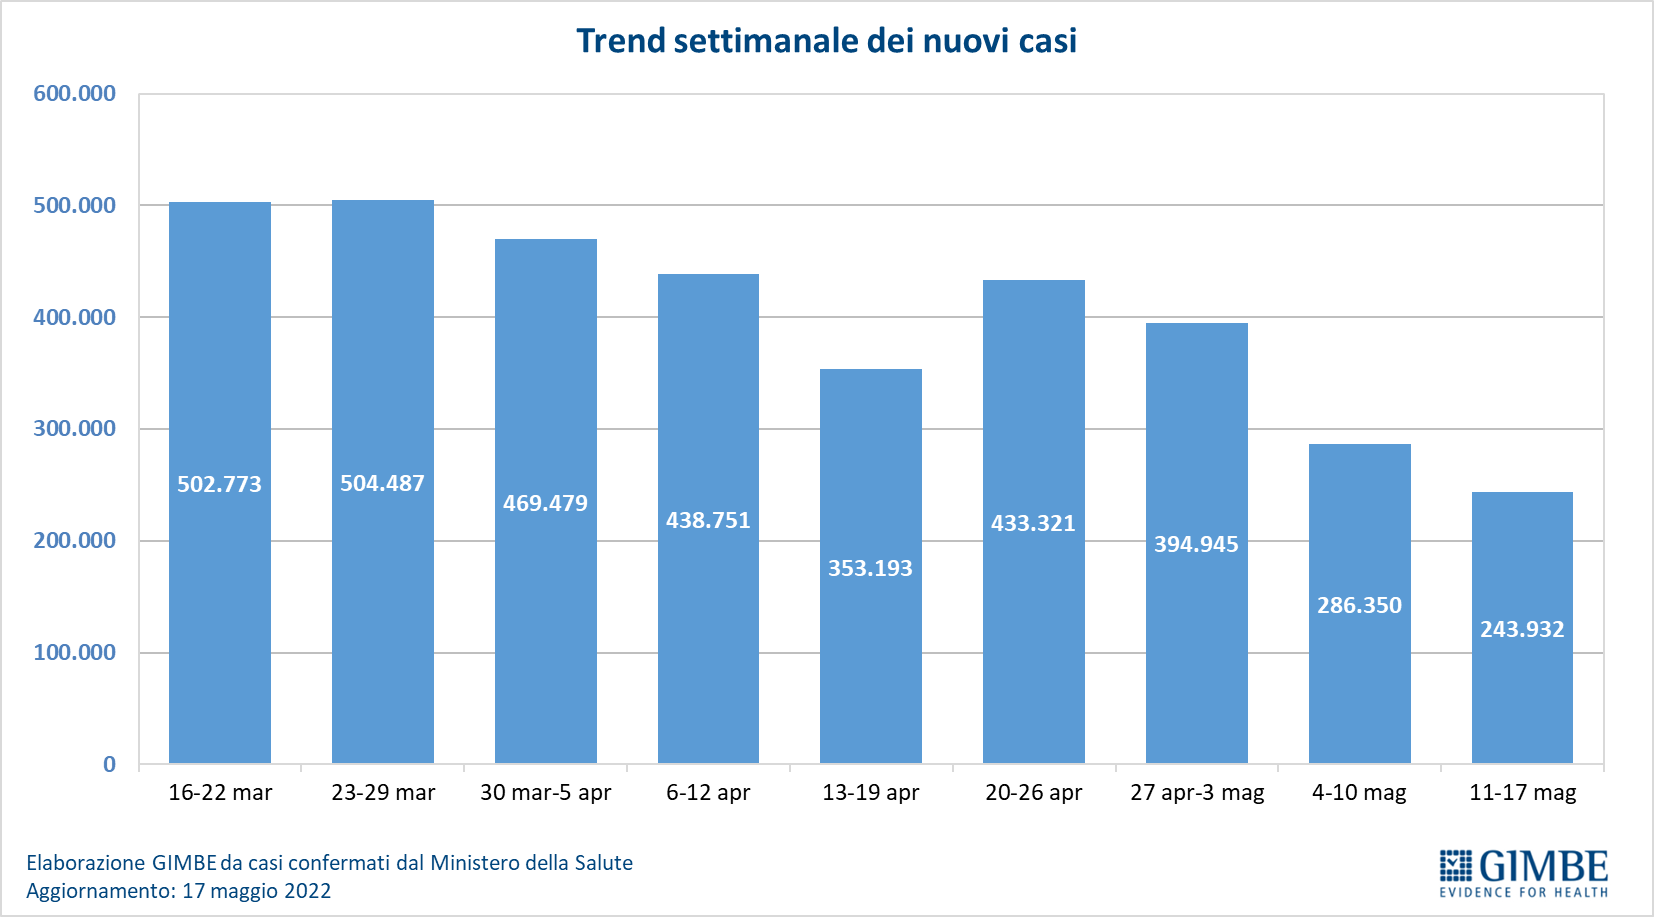 Trend settimanale dei nuovi casi
600.000
500.000
400.000
300.000
200.000
100.000
0
502.773
504.487
469.479
438.751
353.193
433.321
394.945
286.350
243.932
16-22 mar
23-29 mar
30 mar-5 apr
6-12 apr
13-19 apr
20-26 apr
27 apr-3 mag
4-10 mag
11-17 mag
Elaborazione GIMBE da casi confermati dal Ministero della Salute
Aggiornamento: 17 maggio 2022
GIMBE
EVIDENCE FOR HEALTH